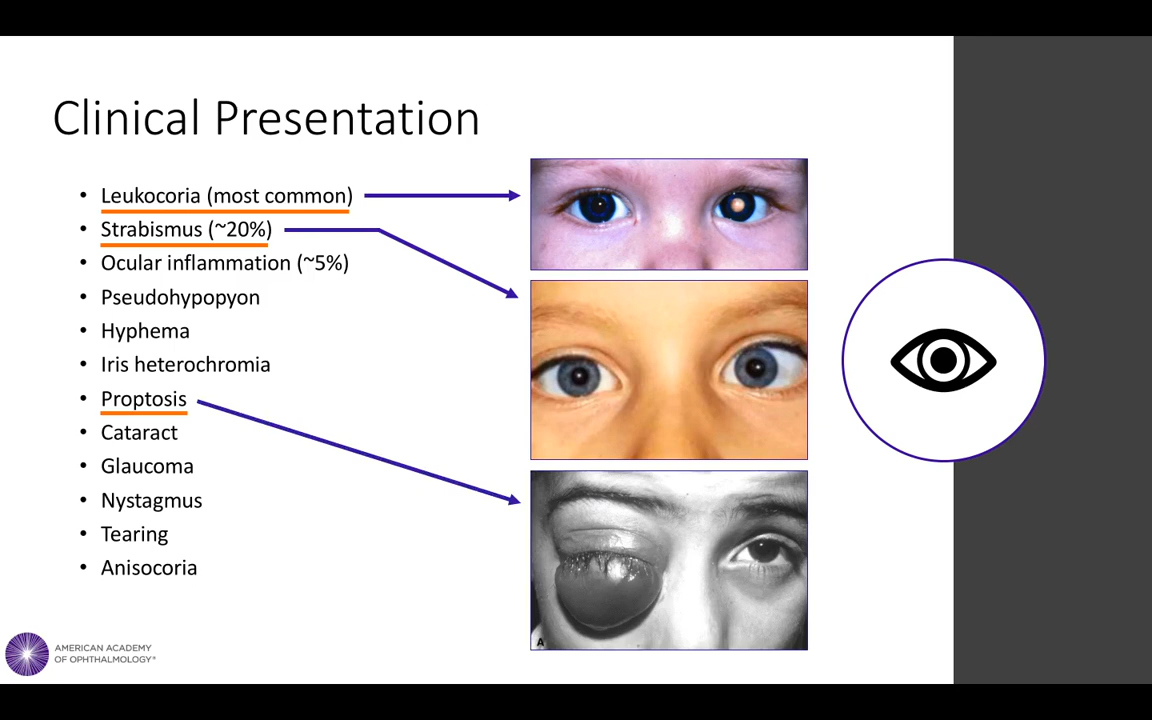 Clinical Presentation
• Leukocoria (most common)
• Strabismus (~20%)
• Ocular inflammation (~5%)
• Pseudohypopyon
• Hyphema
• Iris heterochromia
• Proptosis
• Cataract
• Glaucoma
• Nystagmus
• Tearing
• Anisocoria
A
AMERICAN ACADEMY
OF OPHTHALMOLOGY®